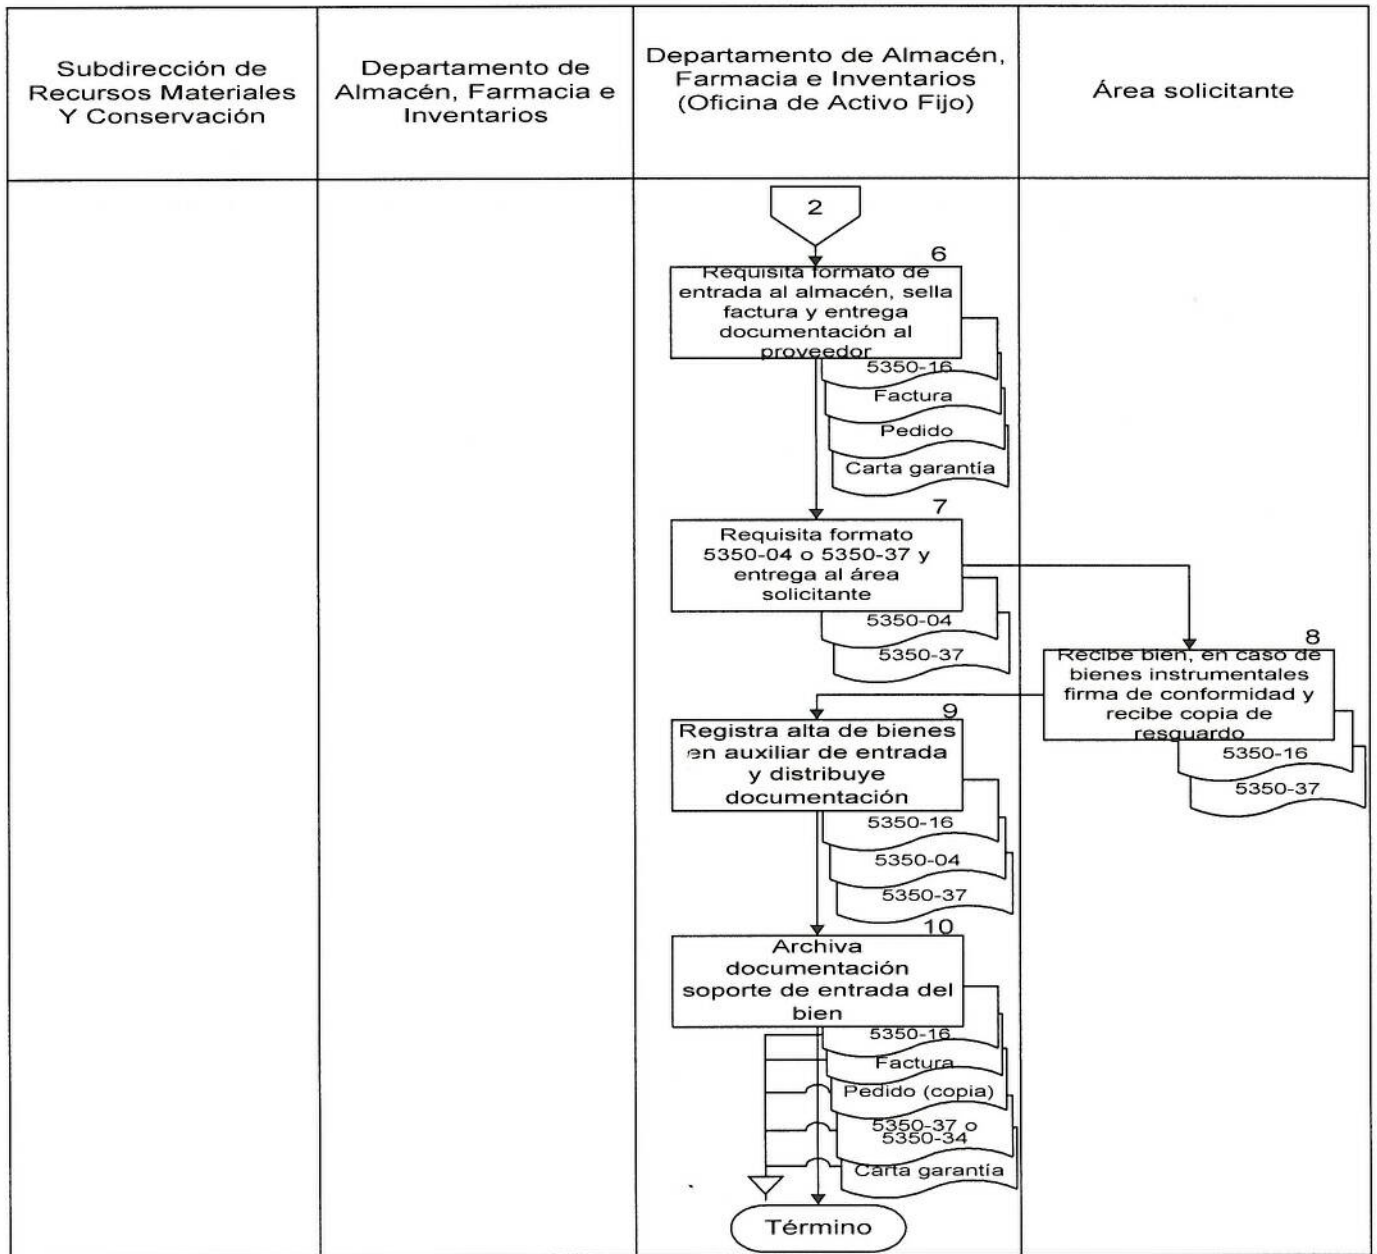 Subdirección de
Recursos Materiales
Y Conservación
Departamento de
Almacén, Farmacia e
Inventarios
Departamento de Almacén,
Farmacia e Inventarios
(Oficina de Activo Fijo)
Área solicitante
2
6
Requisita formato de
entrada al almacén, sella
factura y entrega
documentación al
proveedor
5350-16
Factura
Pedido
Carta garantía
7
Requisita formato
5350-04 o 5350-37 y
entrega al área
solicitante
5350-04
5350-37
8
Recibe bien, en caso de
bienes instrumentales
firma de conformidad y
recibe copia de
resguardo
5350-16
5350-37
9
Registra alta de bienes
en auxiliar de entrada
y distribuye
documentación
5350-16
5350-04
5350-37
10
Archiva
documentación
soporte de entrada del
bien
5350-16
Factura
Pedido (copia)
5350-37 o
5350-34
Carta garantía
Término